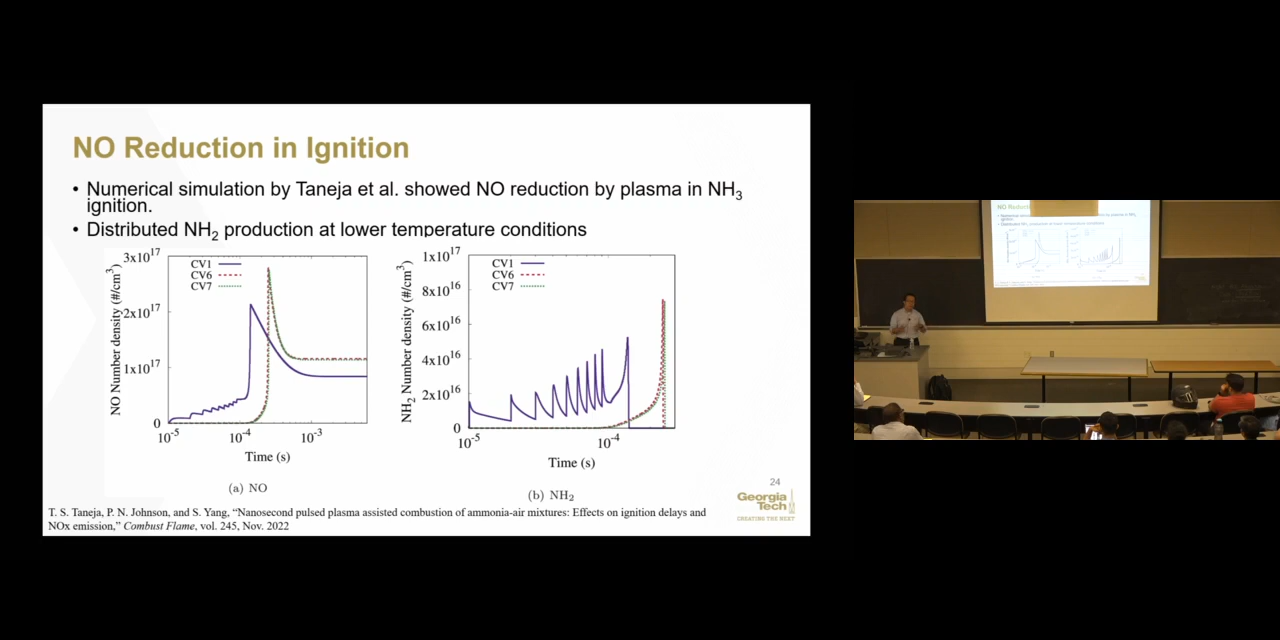 NO Reduction in Ignition
• Numerical simulation by Taneja et al. showed NO reduction by plasma in NH3
ignition.
• Distributed NH2 production at lower temperature conditions
NO Number density (#/cm3)
3x10^17
2x10^17
1x10^17
0
CV1
CV6
CV7
10^-5
10^-4
10^-3
Time (s)
(a) NO
NH2 Number density (#/cm3)
1x10^17
8x10^16
6x10^16
4x10^16
2x10^16
0
CV1
CV6
CV7
10^-5
10^-4
Time (s)
(b) NH2
24
Georgia
Tech
CREATING THE NEXT
T. S. Taneja, P. N. Johnson, and S. Yang, “Nanosecond pulsed plasma assisted combustion of ammonia-air mixtures: Effects on ignition delays and
NOx emission,” Combust Flame, vol. 245, Nov. 2022